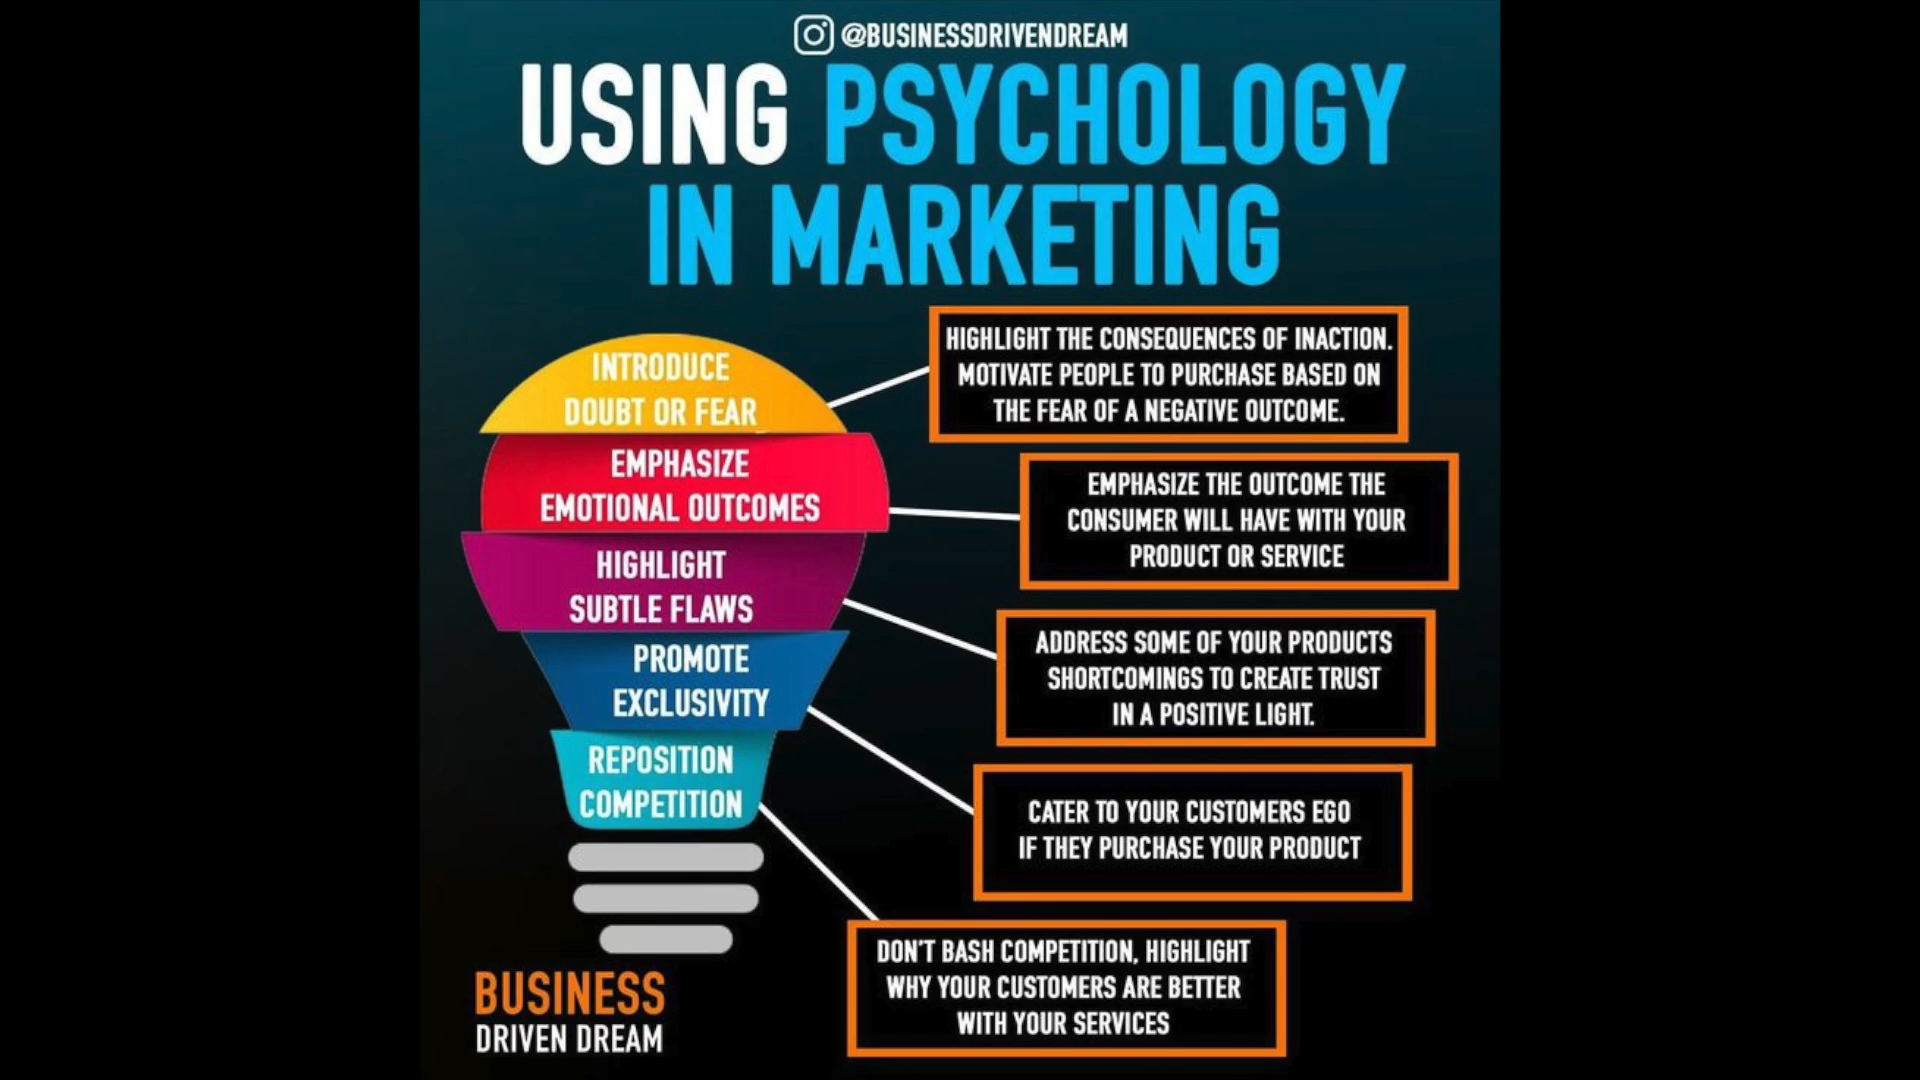 @BUSINESSDRIVENDREAM
USING PSYCHOLOGY
IN MARKETING
INTRODUCE
DOUBT OR FEAR
HIGHLIGHT THE CONSEQUENCES OF INACTION.
MOTIVATE PEOPLE TO PURCHASE BASED ON
THE FEAR OF A NEGATIVE OUTCOME.
EMPHASIZE
EMOTIONAL OUTCOMES
EMPHASIZE THE OUTCOME THE
CONSUMER WILL HAVE WITH YOUR
PRODUCT OR SERVICE
HIGHLIGHT
SUBTLE FLAWS
ADDRESS SOME OF YOUR PRODUCTS
SHORTCOMINGS TO CREATE TRUST
IN A POSITIVE LIGHT.
PROMOTE
EXCLUSIVITY
CATER TO YOUR CUSTOMERS EGO
IF THEY PURCHASE YOUR PRODUCT
REPOSITION
COMPETITION
DON'T BASH COMPETITION, HIGHLIGHT
WHY YOUR CUSTOMERS ARE BETTER
WITH YOUR SERVICES
BUSINESS
DRIVEN DREAM